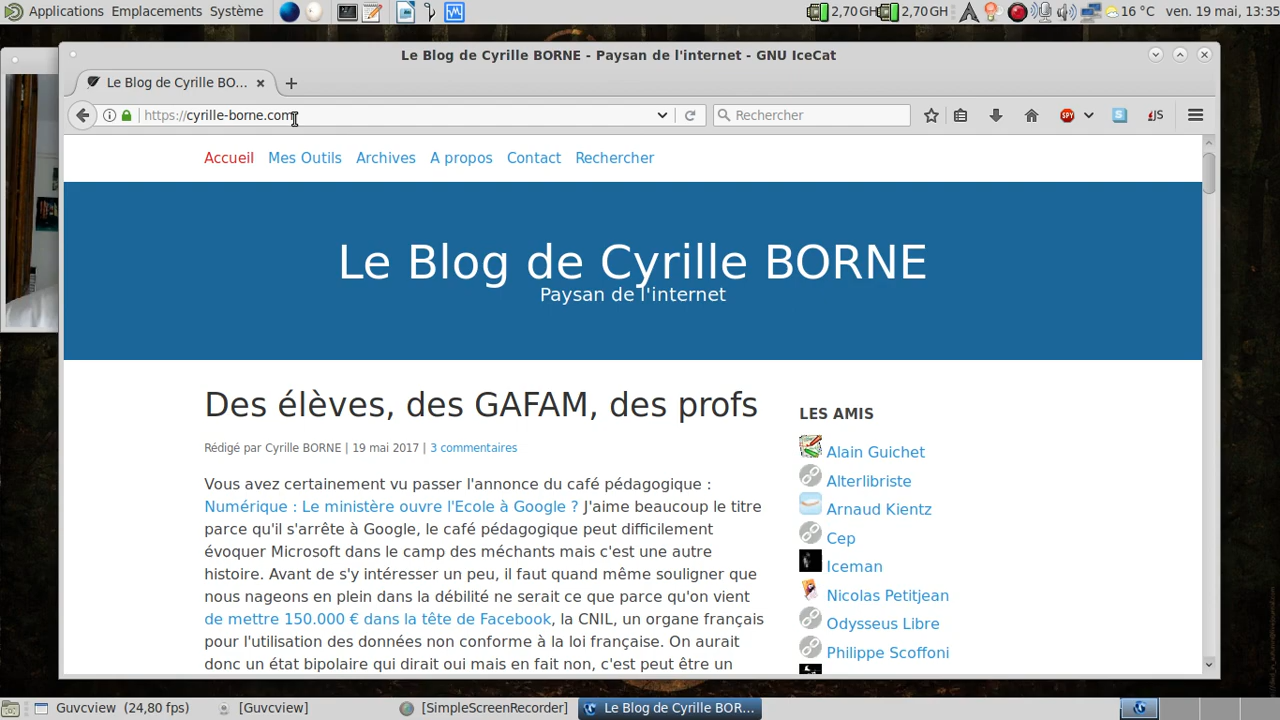 Applications Emplacements Système 2,70 GH 2,70 GH 16 °C ven. 19 mai, 13:35
Le Blog de Cyrille BORNE - Paysan de l'internet - GNU IceCat
Le Blog de Cyrille BO...
https://cyrille-borne.com Rechercher
Accueil Mes Outils Archives A propos Contact Rechercher
Le Blog de Cyrille BORNE
Paysan de l'internet
Des élèves, des GAFAM, des profs
Rédigé par Cyrille BORNE | 19 mai 2017 | 3 commentaires
Vous avez certainement vu passer l'annonce du café pédagogique :
Numérique : Le ministère ouvre l'Ecole à Google ? J'aime beaucoup le titre
parce qu'il s'arrête à Google, le café pédagogique peut difficilement
évoquer Microsoft dans le camp des méchants mais c'est une autre
histoire. Avant de s'y intéresser un peu, il faut quand même souligner que
nous nageons en plein dans la débilité ne serait ce que parce qu'on vient
de mettre 150.000 € dans la tête de Facebook, la CNIL, un organe français
pour l'utilisation des données non conforme à la loi française. On aurait
donc un état bipolaire qui dirait oui mais en fait non, c'est peut être un
LES AMIS
Alain Guichet
Alterlibriste
Arnaud Kientz
Cep
Iceman
Nicolas Petitjean
Odysseus Libre
Philippe Scoffoni
Guvcview (24,80 fps) [Guvcview] [SimpleScreenRecorder] Le Blog de Cyrille BOR...